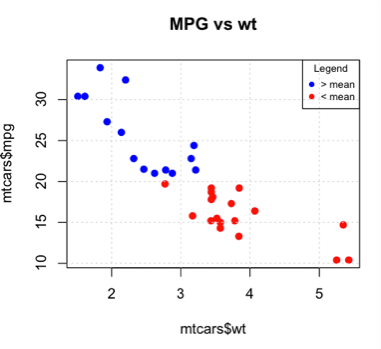 MPG vs wt
Legend
> mean
< mean
mtcars$mpg
30
25
20
15
10
2 3 4 5
mtcars$wt